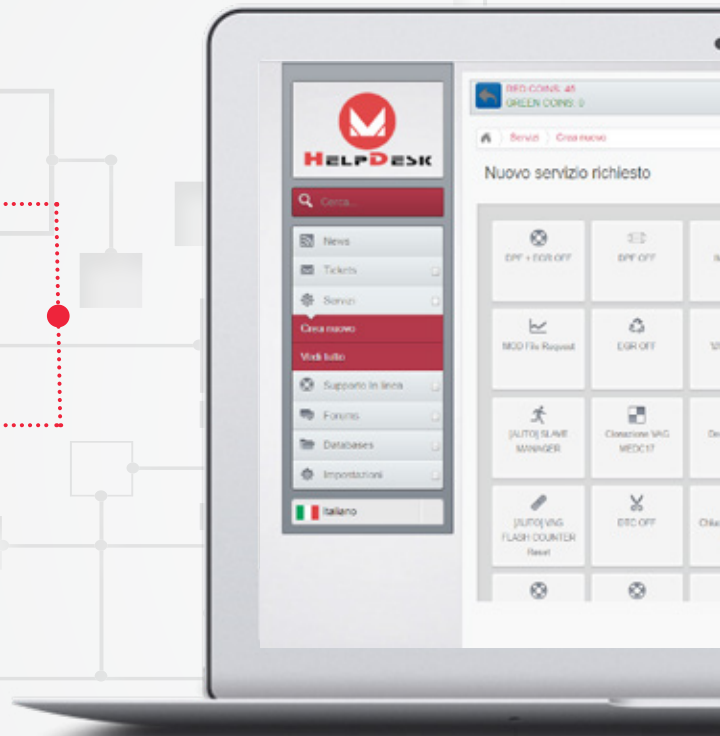 HELPDESK
Cerca...
News
Tickets
Servizi
Crea nuovo
Vedi tutto
Supporto in linea
Forums
Databases
Impostazioni
Italiano
RED COINS: 48
GREEN COINS: 0
Servizi
Crea nuovo
Nuovo servizio richiesto
DPF + EGR OFF
DPF OFF
MOD File Request
EGR OFF
[AUTO] SLAVE
MANAGER
Clonazione VAG
MEDC17
[AUTO] VAG
FLASH COUNTER
Reset
DTC OFF